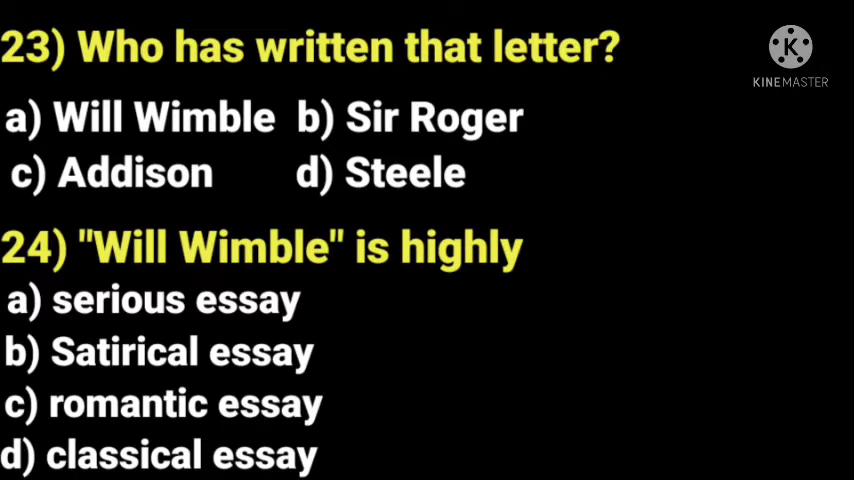 23) Who has written that letter?
K
KINEMASTER
a) Will Wimble b) Sir Roger
c) Addison d) Steele
24) "Will Wimble" is highly
a) serious essay
b) Satirical essay
c) romantic essay
d) classical essay